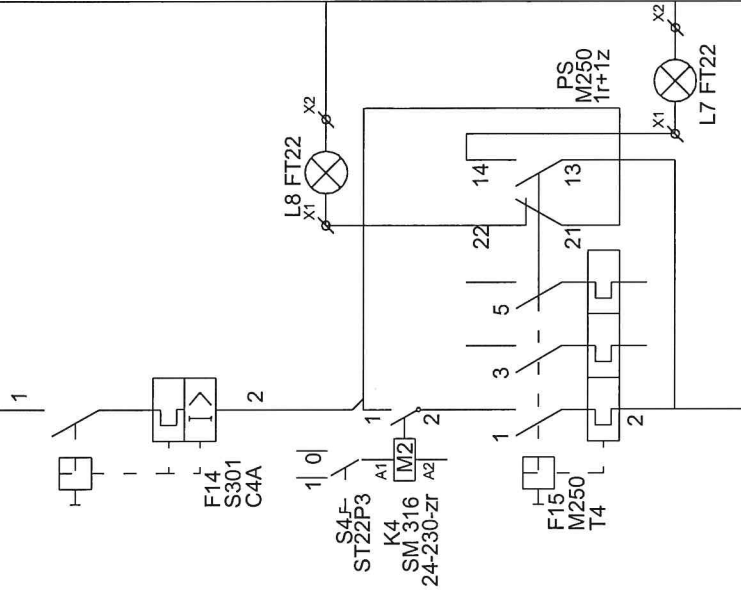 X2
X2
PS
M250
1r+1z
L7 FT22
X1
L8 FT22
X1
14
13
22
21
5
3
1
2
1
2
F14
S301
C4A
I>
1
2
1
0
A1
M2
A2
S4
ST22P3
K4
SM 316
24-230-zr
F15
M250
T4